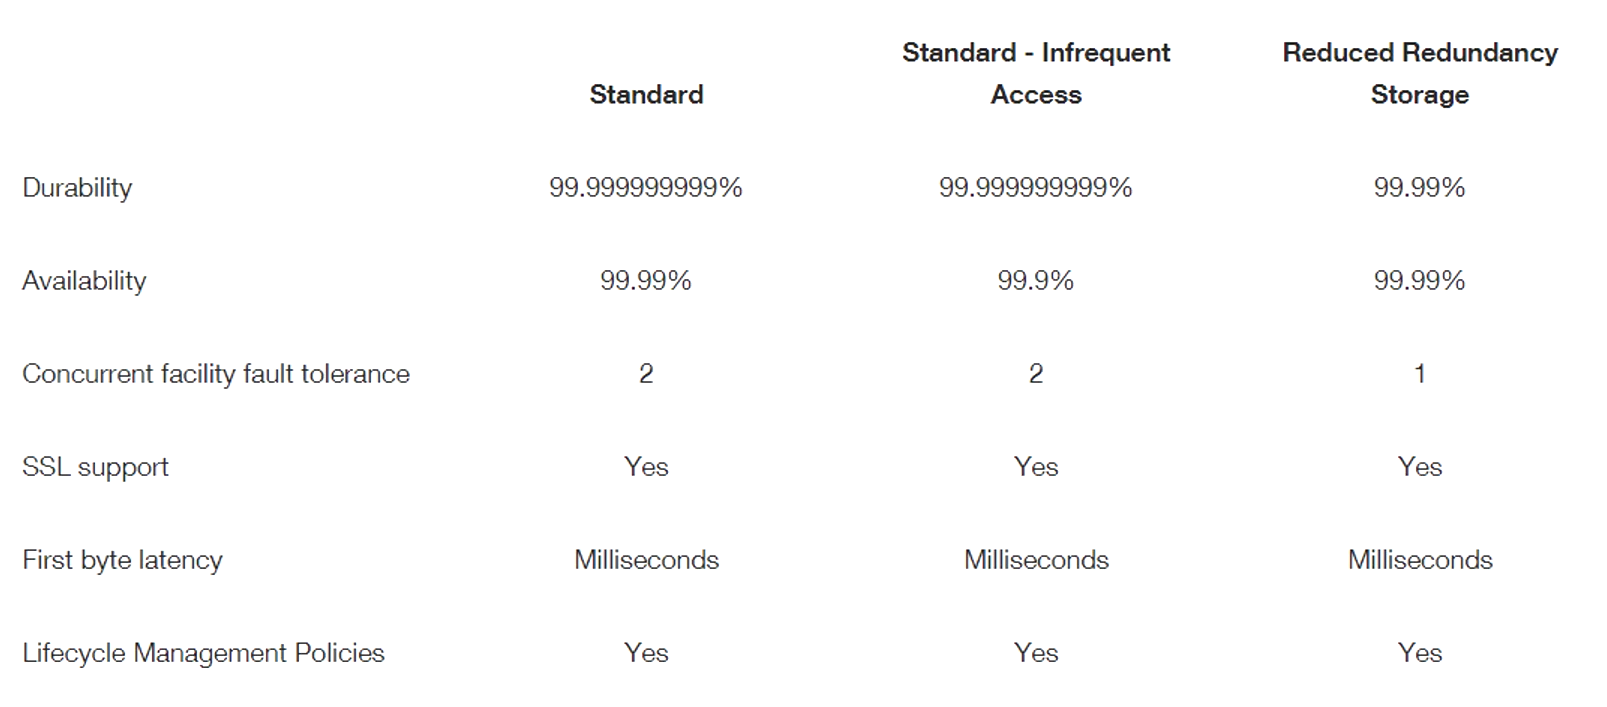 Standard - Infrequent Reduced Redundancy
Standard Access Storage
Durability 99.999999999% 99.999999999% 99.99%
Availability 99.99% 99.9% 99.99%
Concurrent facility fault tolerance 2 2 1
SSL support Yes Yes Yes
First byte latency Milliseconds Milliseconds Milliseconds
Lifecycle Management Policies Yes Yes Yes